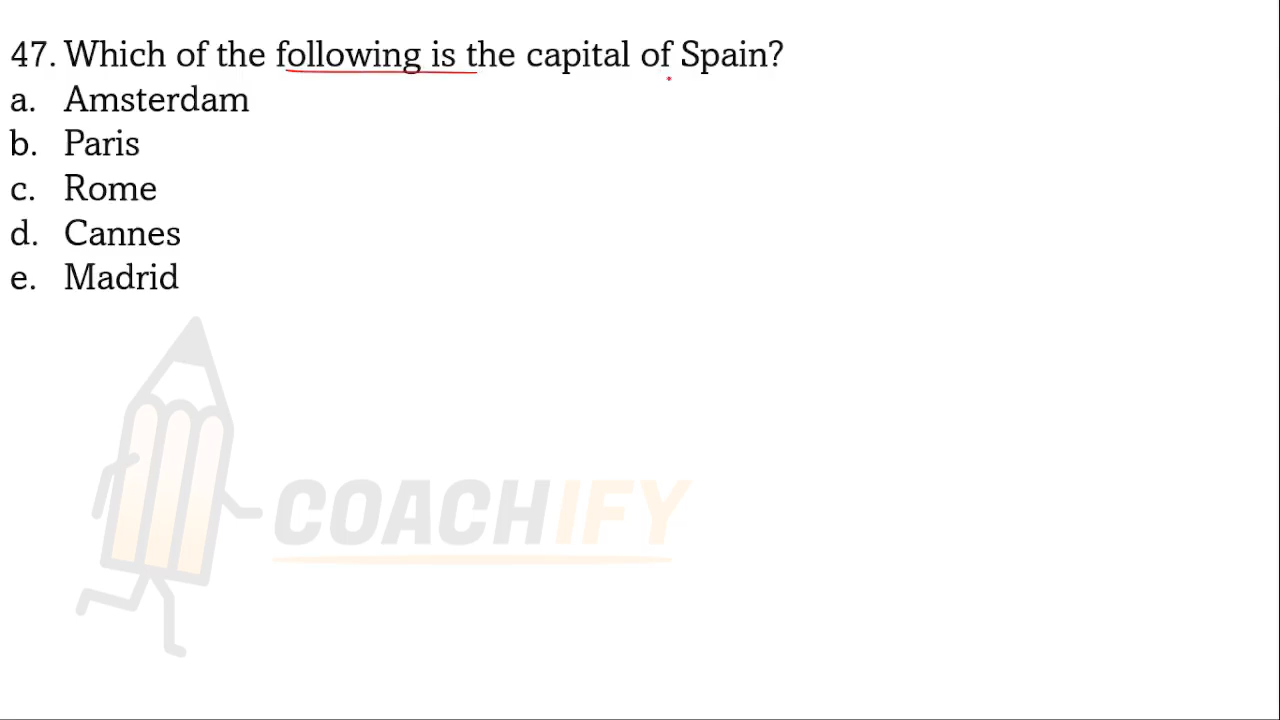 47. Which of the following is the capital of Spain?
a. Amsterdam
b. Paris
c. Rome
d. Cannes
e. Madrid
COACHIFY